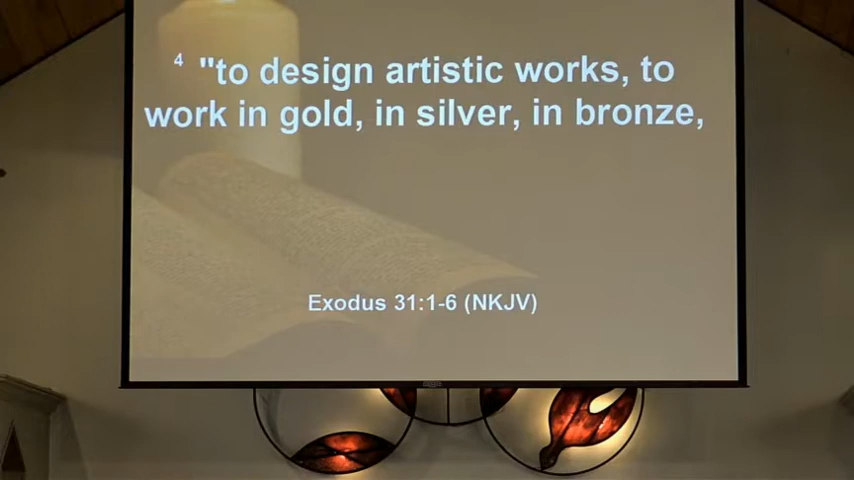 4 "to design artistic works, to
work in gold, in silver, in bronze,
Exodus 31:1-6 (NKJV)